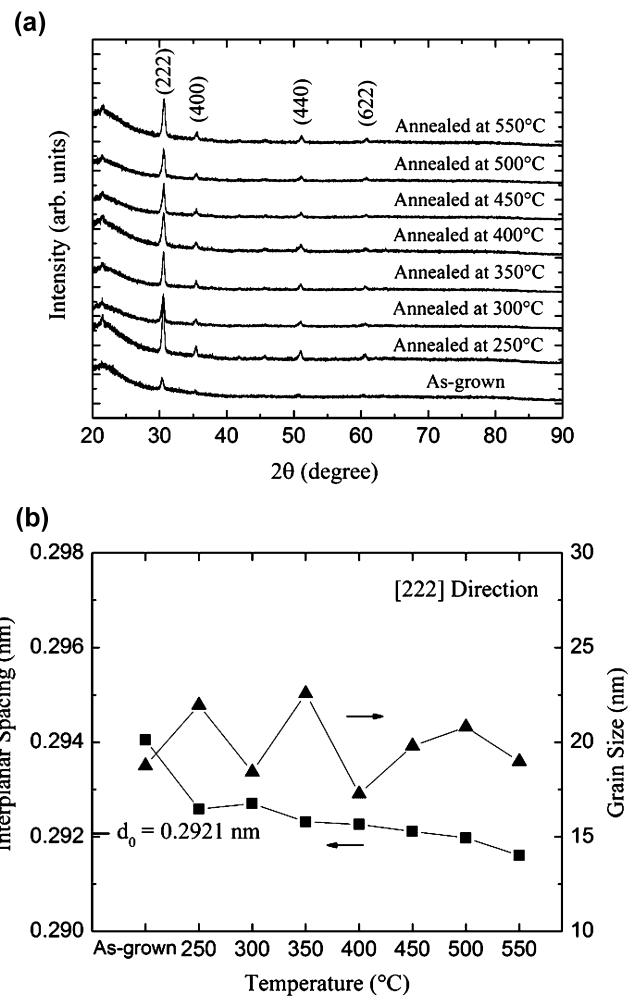 (a)
(222)
(400)
(440)
(622)
Annealed at 550°C
Annealed at 500°C
Annealed at 450°C
Annealed at 400°C
Annealed at 350°C
Annealed at 300°C
Annealed at 250°C
As-grown
Intensity (arb. units)
20 30 40 50 60 70 80 90
2θ (degree)
(b)
[222] Direction
0.298
0.296
0.294
0.292
0.290
Interplanar Spacing (nm)
d0 = 0.2921 nm
30
25
20
15
10
Grain Size (nm)
As-grown 250 300 350 400 450 500 550
Temperature (°C)